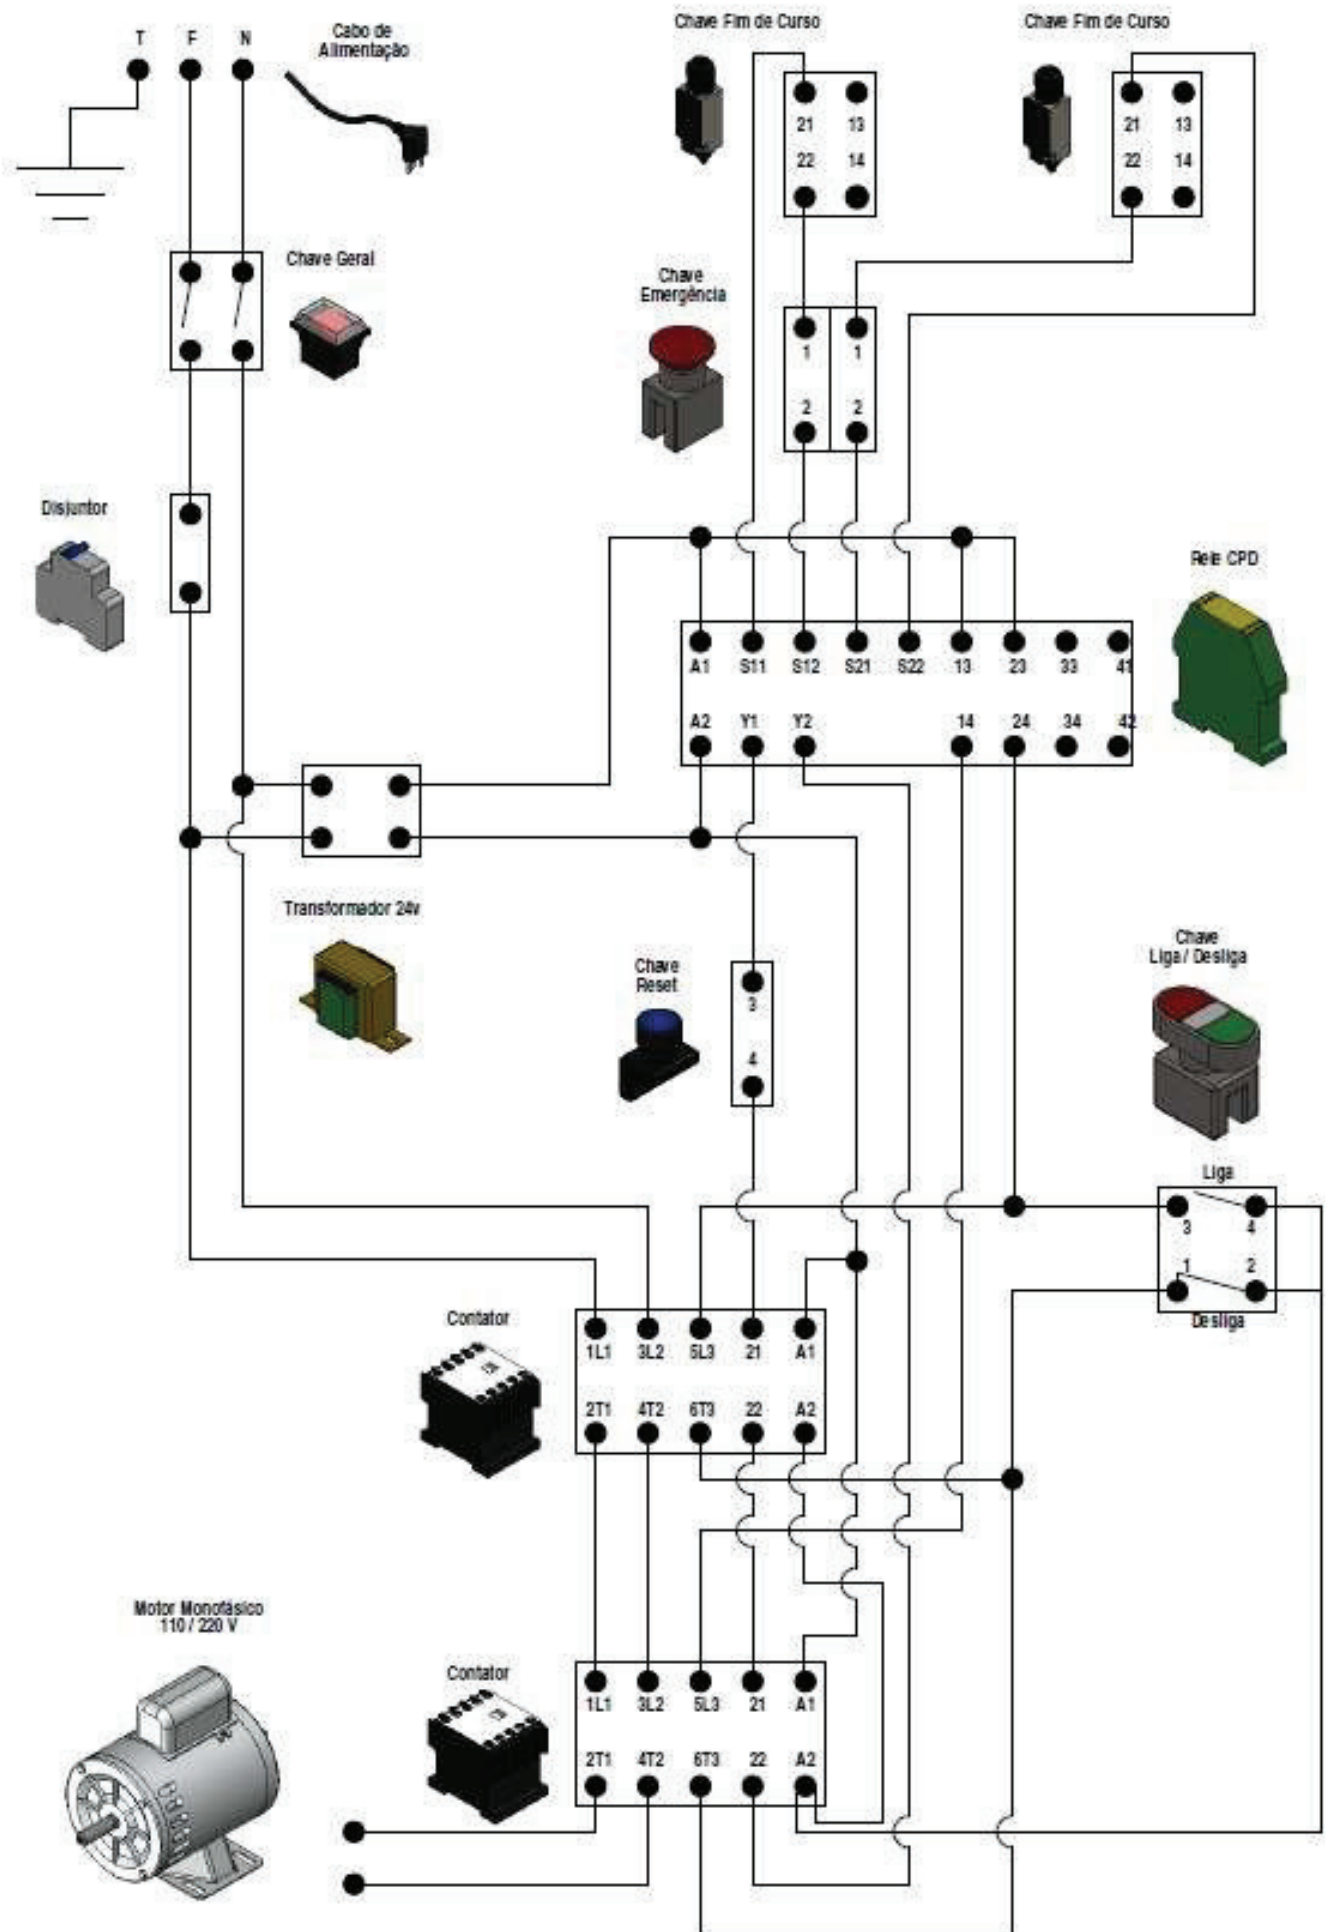 T F N
Cabo de
Alimentação
Chave Fim de Curso
Chave Fim de Curso
21 13
22 14
21 13
22 14
Chave Geral
Chave
Emergência
1 1
2 2
Disjuntor
Rele CPD
A1 S11 S12 S21 S22 13 23 33 41
A2 Y1 Y2 14 24 34 42
Transformador 24v
Chave
Reset
3
4
Chave
Liga / Desliga
Liga
3 4
1 2
Desliga
Contator
1L1 3L2 5L3 21 A1
2T1 4T2 6T3 22 A2
Motor Monofásico
110 / 220 V
Contator
1L1 3L2 5L3 21 A1
2T1 4T2 6T3 22 A2